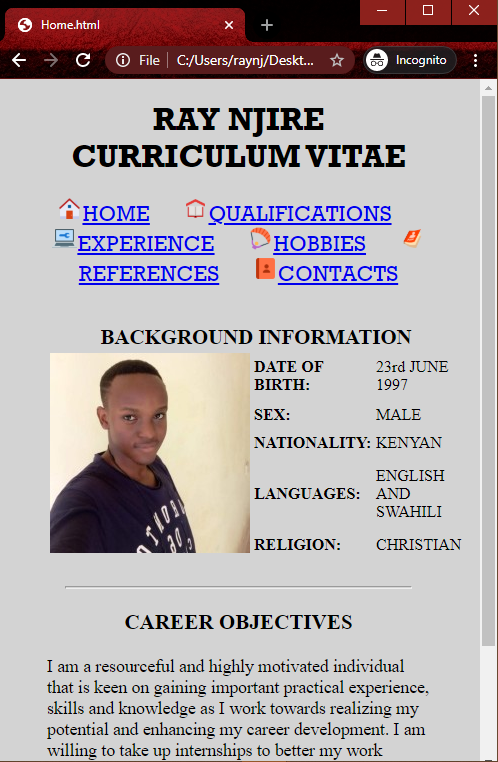 Home.html
File C:/Users/raynj/Deskt... Incognito
RAY NJIRE
CURRICULUM VITAE
HOME QUALIFICATIONS
EXPERIENCE HOBBIES
REFERENCES CONTACTS
BACKGROUND INFORMATION
DATE OF BIRTH: 23rd JUNE 1997
SEX: MALE
NATIONALITY: KENYAN
LANGUAGES: ENGLISH AND SWAHILI
RELIGION: CHRISTIAN
CAREER OBJECTIVES
I am a resourceful and highly motivated individual
that is keen on gaining important practical experience,
skills and knowledge as I work towards realizing my
potential and enhancing my career development. I am
willing to take up internships to better my work